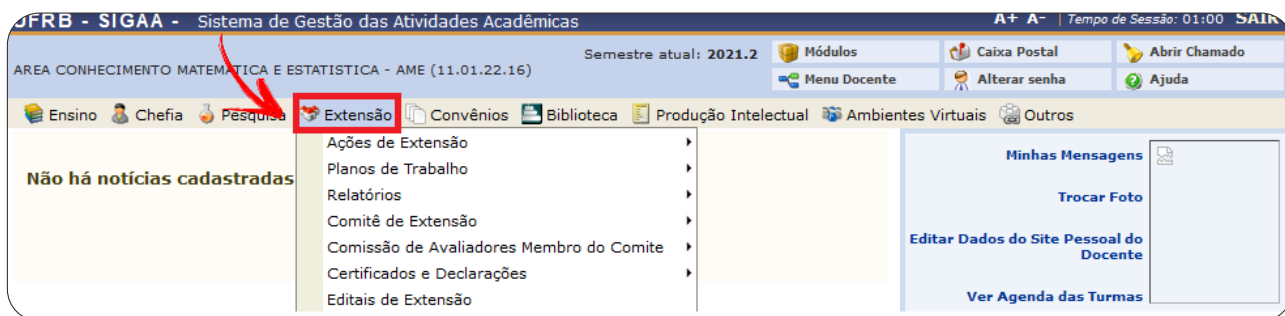 UFRB - SIGAA - Sistema de Gestão das Atividades Acadêmicas
A+ A- | Tempo de Sessão: 01:00 SAIR
AREA CONHECIMENTO MATEMATICA E ESTATISTICA - AME (11.01.22.16)
Semestre atual: 2021.2
Módulos
Caixa Postal
Abrir Chamado
Menu Docente
Alterar senha
Ajuda
Ensino Chefia Pesquisa Extensão Convênios Biblioteca Produção Intelectual Ambientes Virtuais Outros
Não há notícias cadastradas
Ações de Extensão
Planos de Trabalho
Relatórios
Comitê de Extensão
Comissão de Avaliadores Membro do Comite
Certificados e Declarações
Editais de Extensão
Minhas Mensagens
Trocar Foto
Editar Dados do Site Pessoal do
Docente
Ver Agenda das Turmas